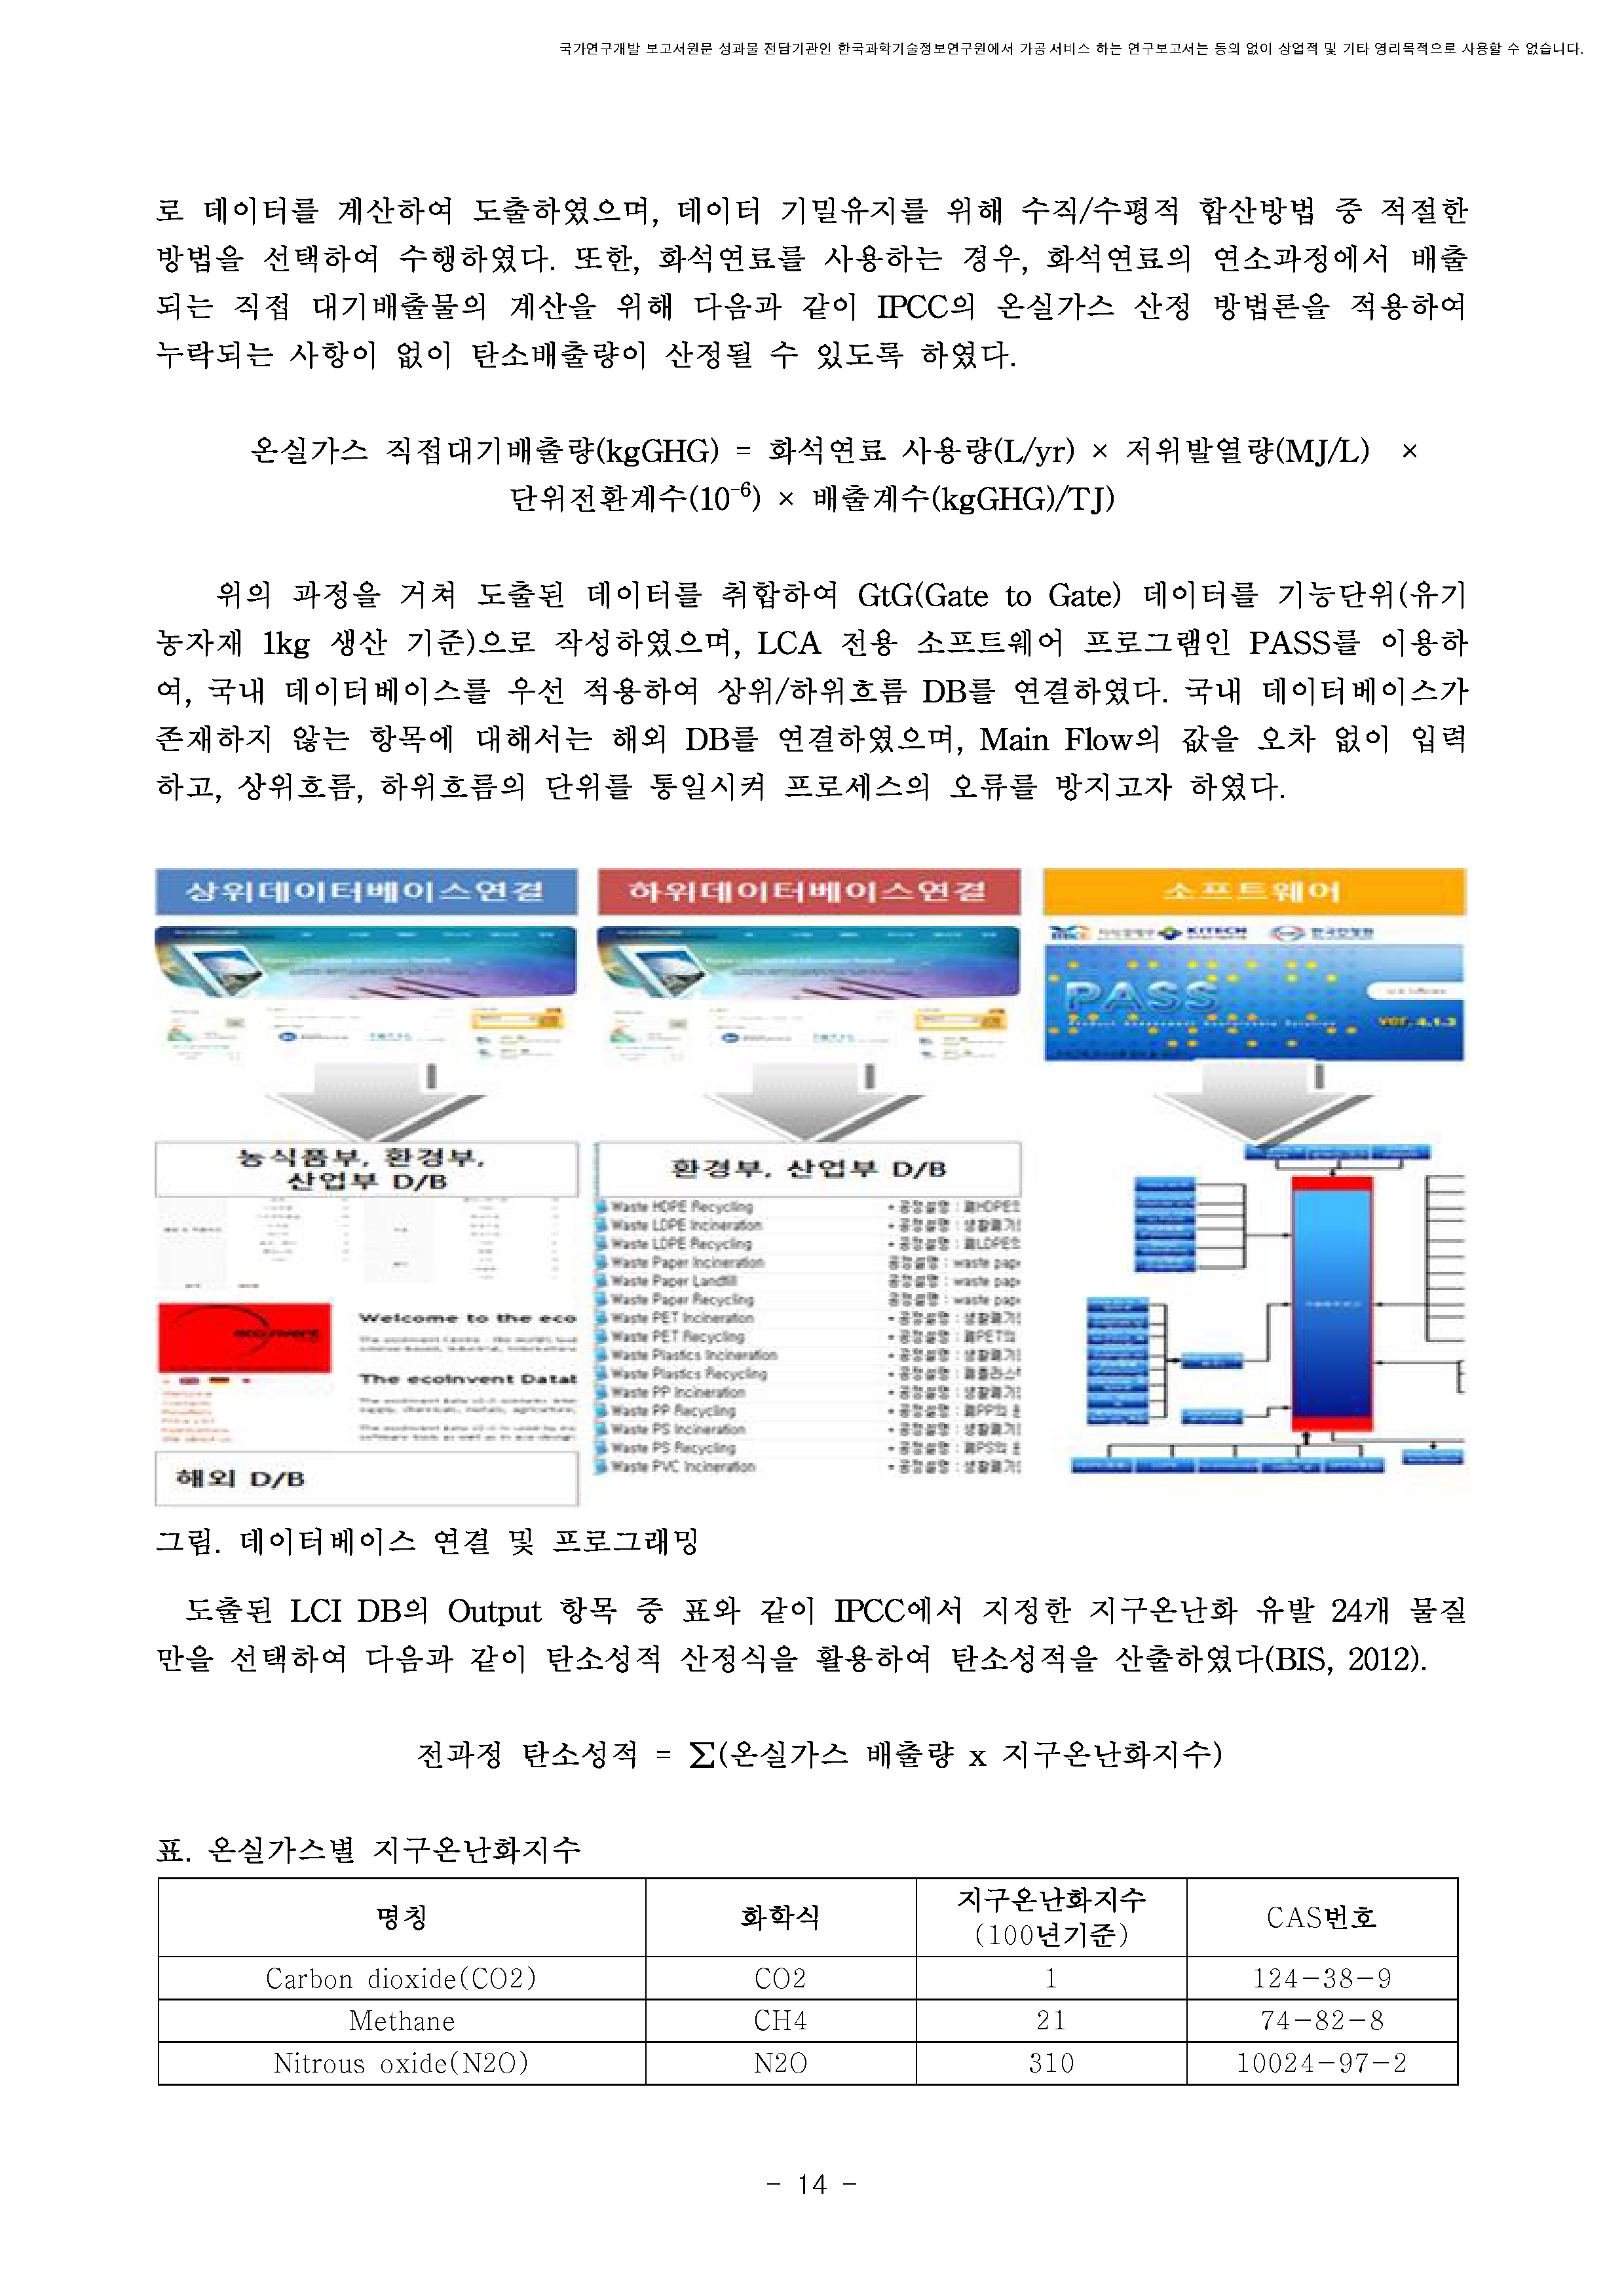 국가연구개발 보고서원문 성과물 전담기관인 한국과학기술정보연구원에서 가공·서비스 하는 연구보고서는 동의 없이 상업적 및 기타 영리목적으로 사용할 수 없습니다.
로 데이터를 계산하여 도출하였으며, 데이터 기밀유지를 위해 수직/수평적 합산방법 중 적절한
방법을 선택하여 수행하였다. 또한, 화석연료를 사용하는 경우, 화석연료의 연소과정에서 배출
되는 직접 대기배출물의 계산을 위해 다음과 같이 IPCC의 온실가스 산정 방법론을 적용하여
누락되는 사항이 없이 탄소배출량이 산정될 수 있도록 하였다.
온실가스 직접대기배출량(kgGHG) = 화석연료 사용량(L/yr) × 저위발열량(MJ/L) ×
단위전환계수(10⁻⁶) × 배출계수(kgGHG)/TJ)
위의 과정을 거쳐 도출된 데이터를 취합하여 GtG(Gate to Gate) 데이터를 기능단위(유기
농자재 1kg 생산 기준)으로 작성하였으며, LCA 전용 소프트웨어 프로그램인 PASS를 이용하
여, 국내 데이터베이스를 우선 적용하여 상위/하위흐름 DB를 연결하였다. 국내 데이터베이스가
존재하지 않는 항목에 대해서는 해외 DB를 연결하였으며, Main Flow의 값을 오차 없이 입력
하고, 상위흐름, 하위흐름의 단위를 통일시켜 프로세스의 오류를 방지고자 하였다.
상위데이터베이스연결
하위데이터베이스연결
소프트웨어
KITECH
PASS
ver. 4.1.3
농식품부, 환경부,
산업부 D/B
환경부, 산업부 D/B
Waste HDPE Recycling
Waste LDPE Incineration
Waste LDPE Recycling
Waste Paper Incineration
공정설명 : waste pap
Waste Paper Landfill
공정설명 : waste pap
Waste Paper Recycling
공정설명 : waste pap
Waste PET Incineration
Waste PET Recycling
Waste Plastics Incineration
Waste Plastics Recycling
Waste PP Incineration
Waste PP Recycling
Waste PS Incineration
Waste PS Recycling
Waste PVC Incineration
Welcome to the eco
The ecoinvent Datab
해외 D/B
그림. 데이터베이스 연결 및 프로그래밍
도출된 LCI DB의 Output 항목 중 표와 같이 IPCC에서 지정한 지구온난화 유발 24개 물질
만을 선택하여 다음과 같이 탄소성적 산정식을 활용하여 탄소성적을 산출하였다(BIS, 2012).
전과정 탄소성적 = ∑(온실가스 배출량 x 지구온난화지수)
표. 온실가스별 지구온난화지수
명칭 화학식 지구온난화지수 (100년기준) CAS번호
Carbon dioxide(CO2) CO2 1 124-38-9
Methane CH4 21 74-82-8
Nitrous oxide(N2O) N2O 310 10024-97-2
- 14 -